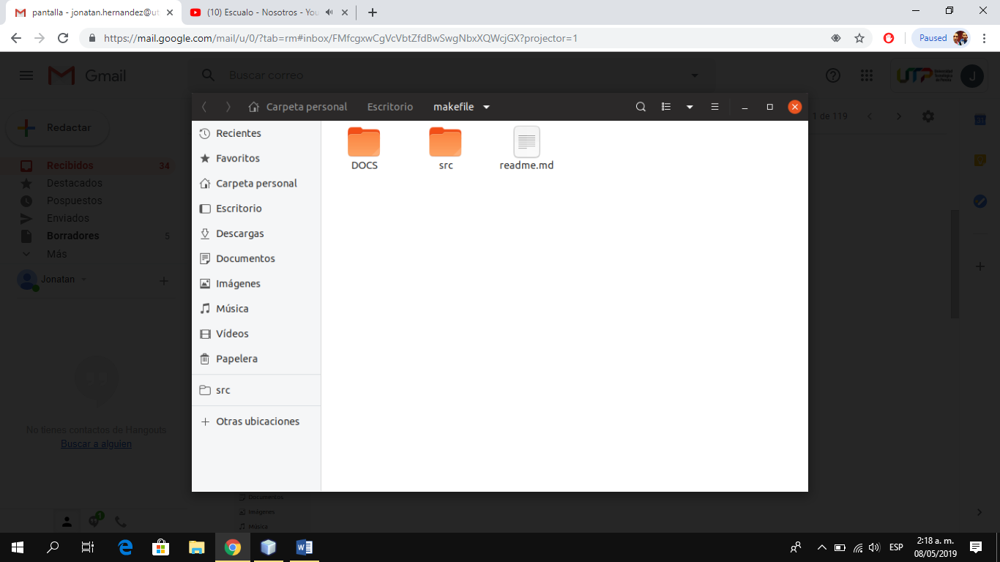 pantalla - jonatan.hernandez@ut
(10) Escualo - Nosotros - You
https://mail.google.com/mail/u/0/?tab=rm#inbox/FMfcgxwCgVcVbtZfdBwSwgNbxXQWcjGX?projector=1
Paused
Gmail
Buscar correo
UTP
J
Carpeta personal Escritorio makefile
1 de 119
Redactar
Recibidos 34
Destacados
Pospuestos
Enviados
Borradores 5
Más
Jonatan
No tienes contactos de Hangouts
Buscar a alguien
1
Recientes
Favoritos
Carpeta personal
Escritorio
Descargas
Documentos
Imágenes
Música
Vídeos
Papelera
src
Otras ubicaciones
DOCS
src
readme.md
Documentos
Imágenes
Música
ESP
2:18 a. m.
08/05/2019